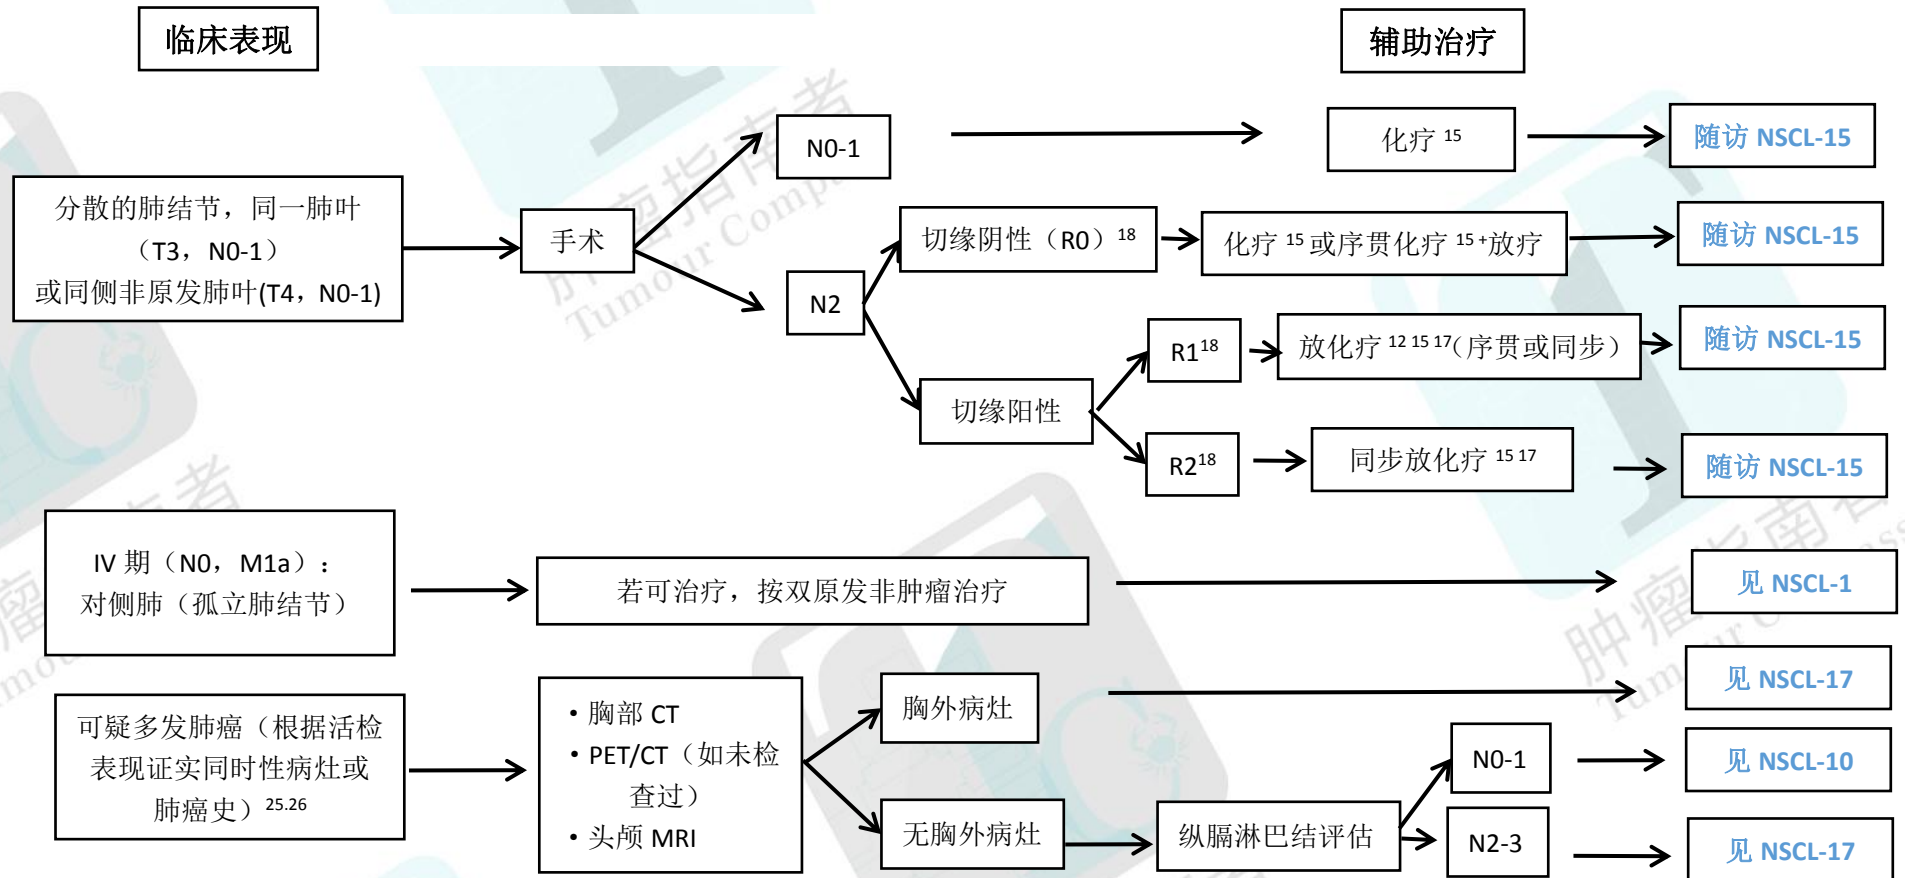 临床表现
辅助治疗
分散的肺结节，同一肺叶
（T3，N0-1）
或同侧非原发肺叶(T4，N0-1)
手术
N0-1
化疗 15
随访 NSCL-15
N2
切缘阴性（R0）18
化疗 15 或序贯化疗 15 +放疗
随访 NSCL-15
切缘阳性
R118
放化疗 12 15 17（序贯或同步）
随访 NSCL-15
R218
同步放化疗 15 17
随访 NSCL-15
IV 期（N0，M1a）：
对侧肺（孤立肺结节）
若可治疗，按双原发非肿瘤治疗
见 NSCL-1
可疑多发肺癌（根据活检
表现证实同时性病灶或
肺癌史）25.26
·胸部 CT
·PET/CT（如未检
查过）
·头颅 MRI
胸外病灶
见 NSCL-17
无胸外病灶
纵膈淋巴结评估
N0-1
见 NSCL-10
N2-3
见 NSCL-17
肿瘤指南者
Tumour Compass